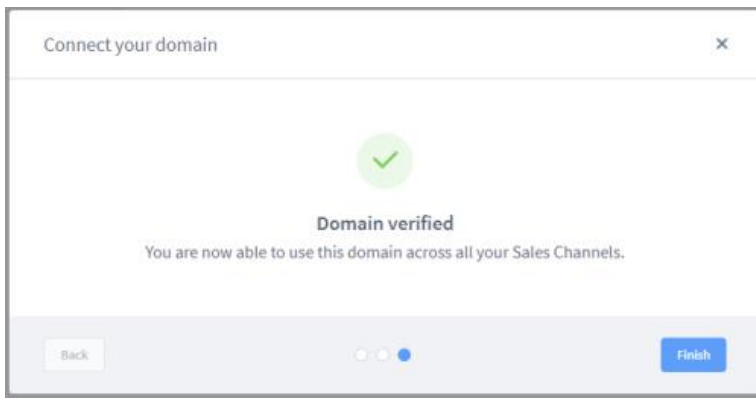 Connect your domain
Domain verified
You are now able to use this domain across all your Sales Channels.
Back
Finish